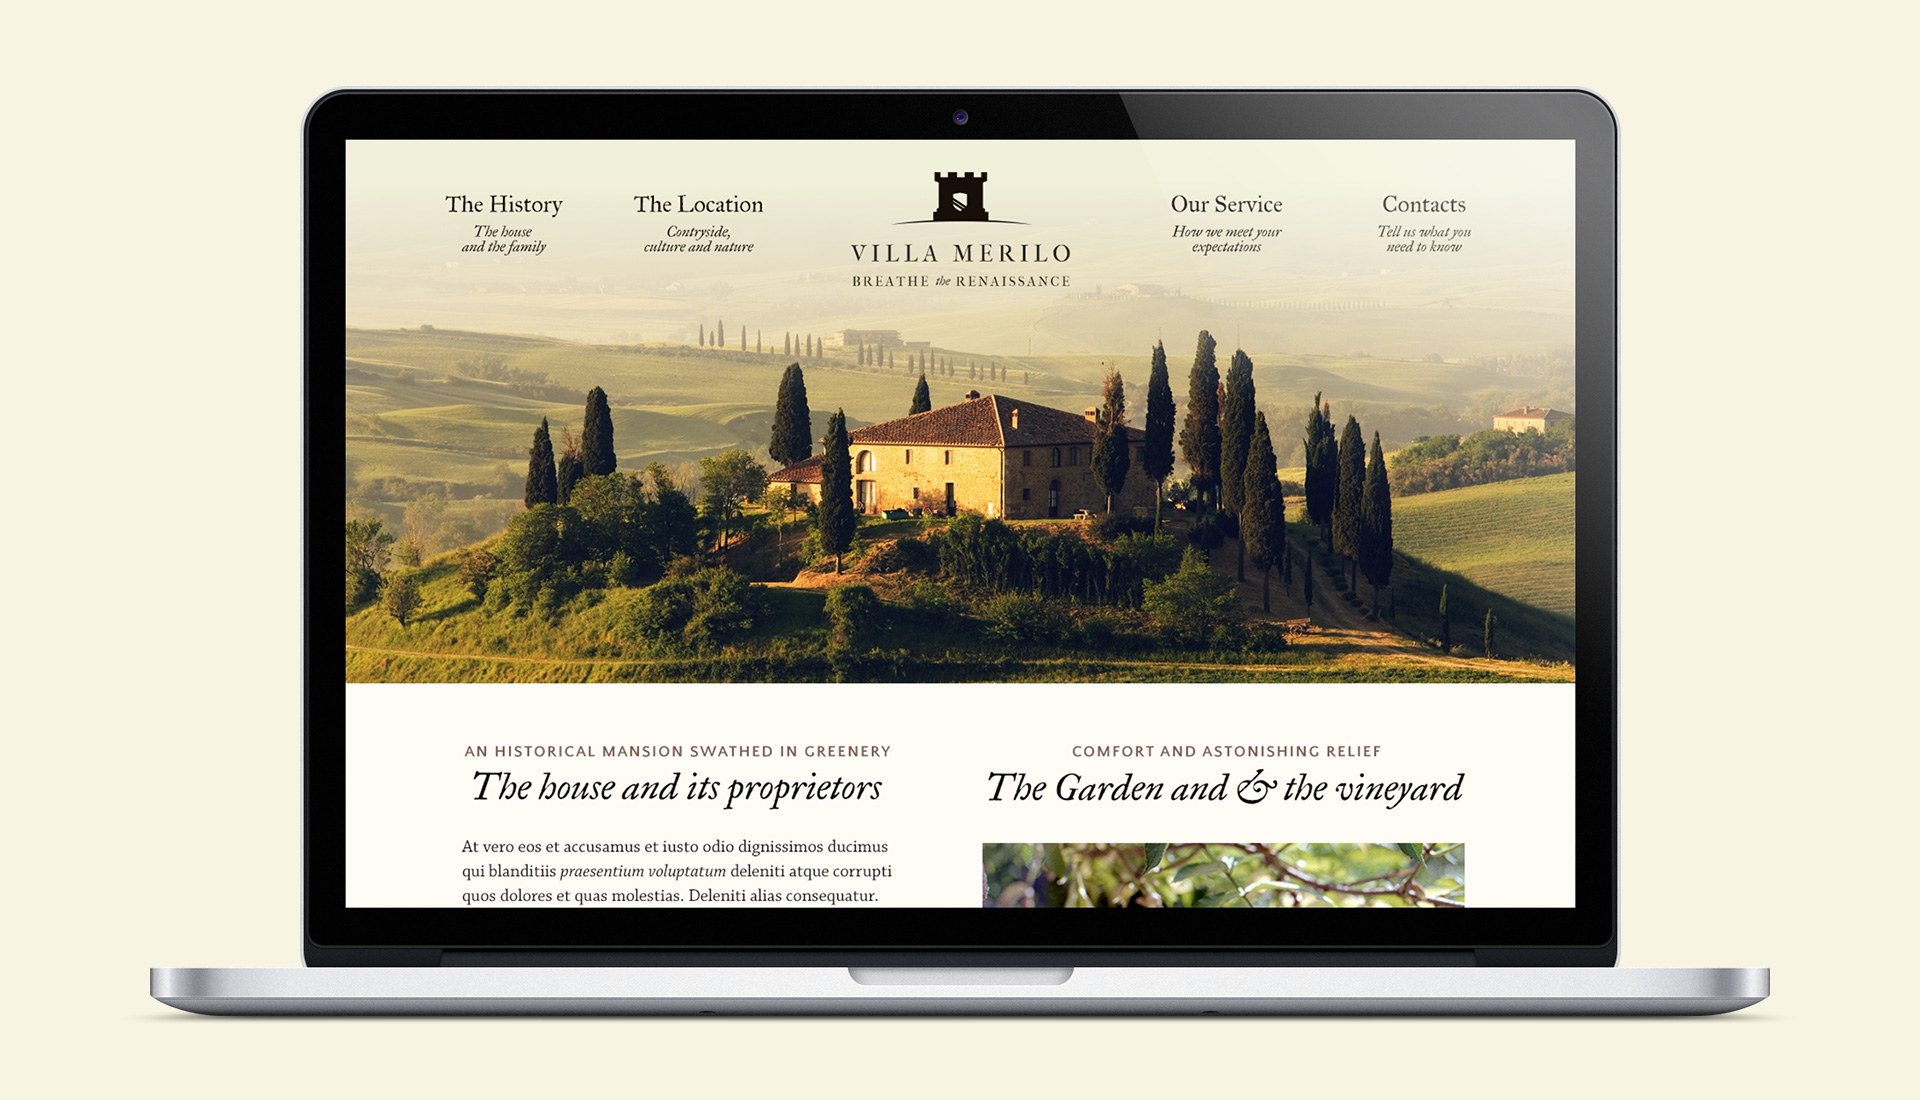 The History
The house
and the family
The Location
Contryside,
culture and nature
VILLA MERILO
BREATHE the RENAISSANCE
Our Service
How we meet your
expectations
Contacts
Tell us what you
need to know
AN HISTORICAL MANSION SWATHED IN GREENERY
The house and its proprietors
At vero eos et accusamus et iusto odio dignissimos ducimus
qui blanditiis praesentium voluptatum deleniti atque corrupti
quos dolores et quas molestias. Deleniti alias consequatur.
COMFORT AND ASTONISHING RELIEF
The Garden and & the vineyard